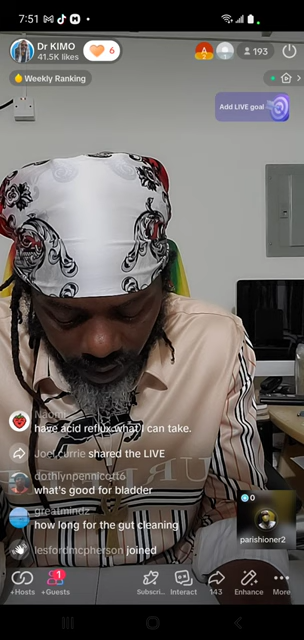 7:51
Dr KIMO
41.5K likes
6
193
Weekly Ranking
Add LIVE goal
Naomi
have acid reflux what I can take.
Joel.currie shared the LIVE
dothlynpennicott6
what's good for bladder
greatmindz
how long for the gut cleaning
lesfordmcpherson joined
0
parishioner2
1
+Hosts
+Guests
Subscri...
Interact
143
Enhance
More